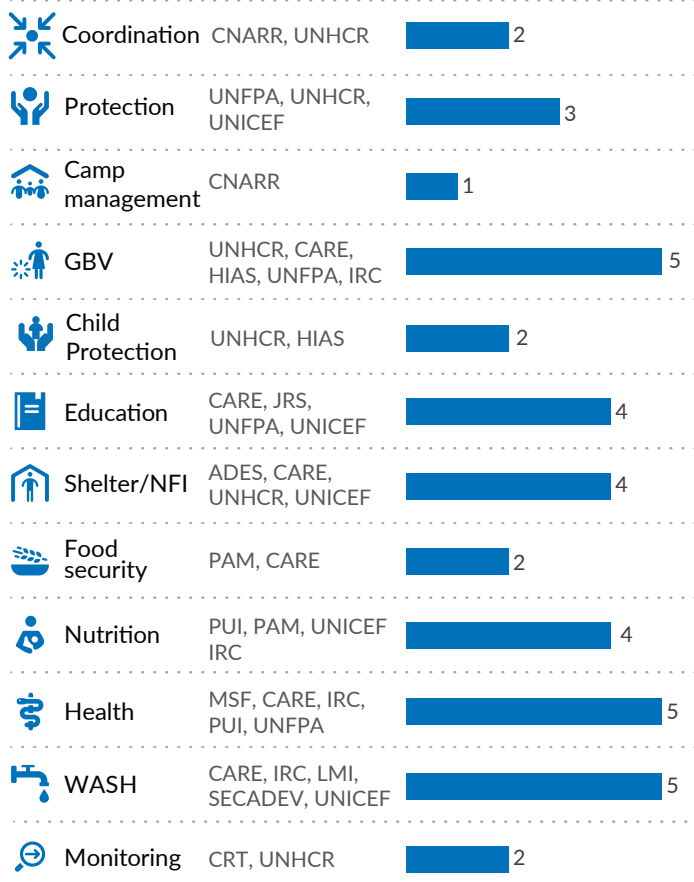 Coordination CNARR, UNHCR 2
Protection UNFPA, UNHCR, 3
UNICEF
Camp
management CNARR 1
GBV UNHCR, CARE, 5
HIAS, UNFPA, IRC
Child
Protection UNHCR, HIAS 2
Education CARE, JRS, 4
UNFPA, UNICEF
Shelter/NFI ADES, CARE, 4
UNHCR, UNICEF
Food
security PAM, CARE 2
Nutrition PUI, PAM, UNICEF 4
IRC
Health MSF, CARE, IRC, 5
PUI, UNFPA
WASH CARE, IRC, LMI, 5
SECADEV, UNICEF
Monitoring CRT, UNHCR 2